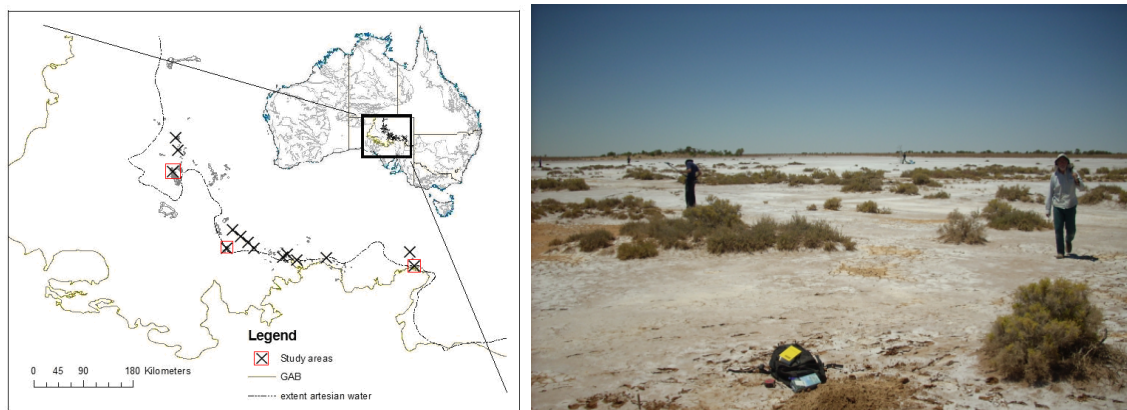 Legend
Study areas
GAB
extent artesian water
0 45 90 180 Kilometers